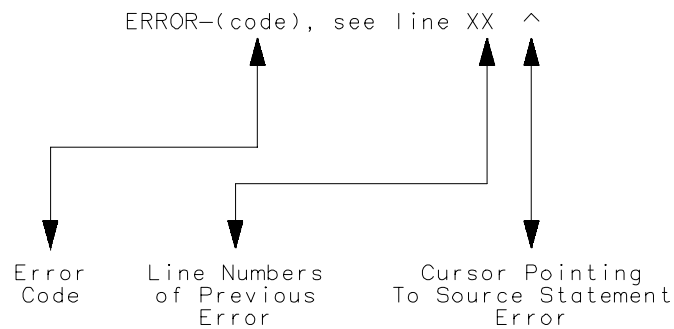 ERROR–(code), see line XX ^
Error
Code
Line Numbers
of Previous
Error
Cursor Pointing
To Source Statement
Error